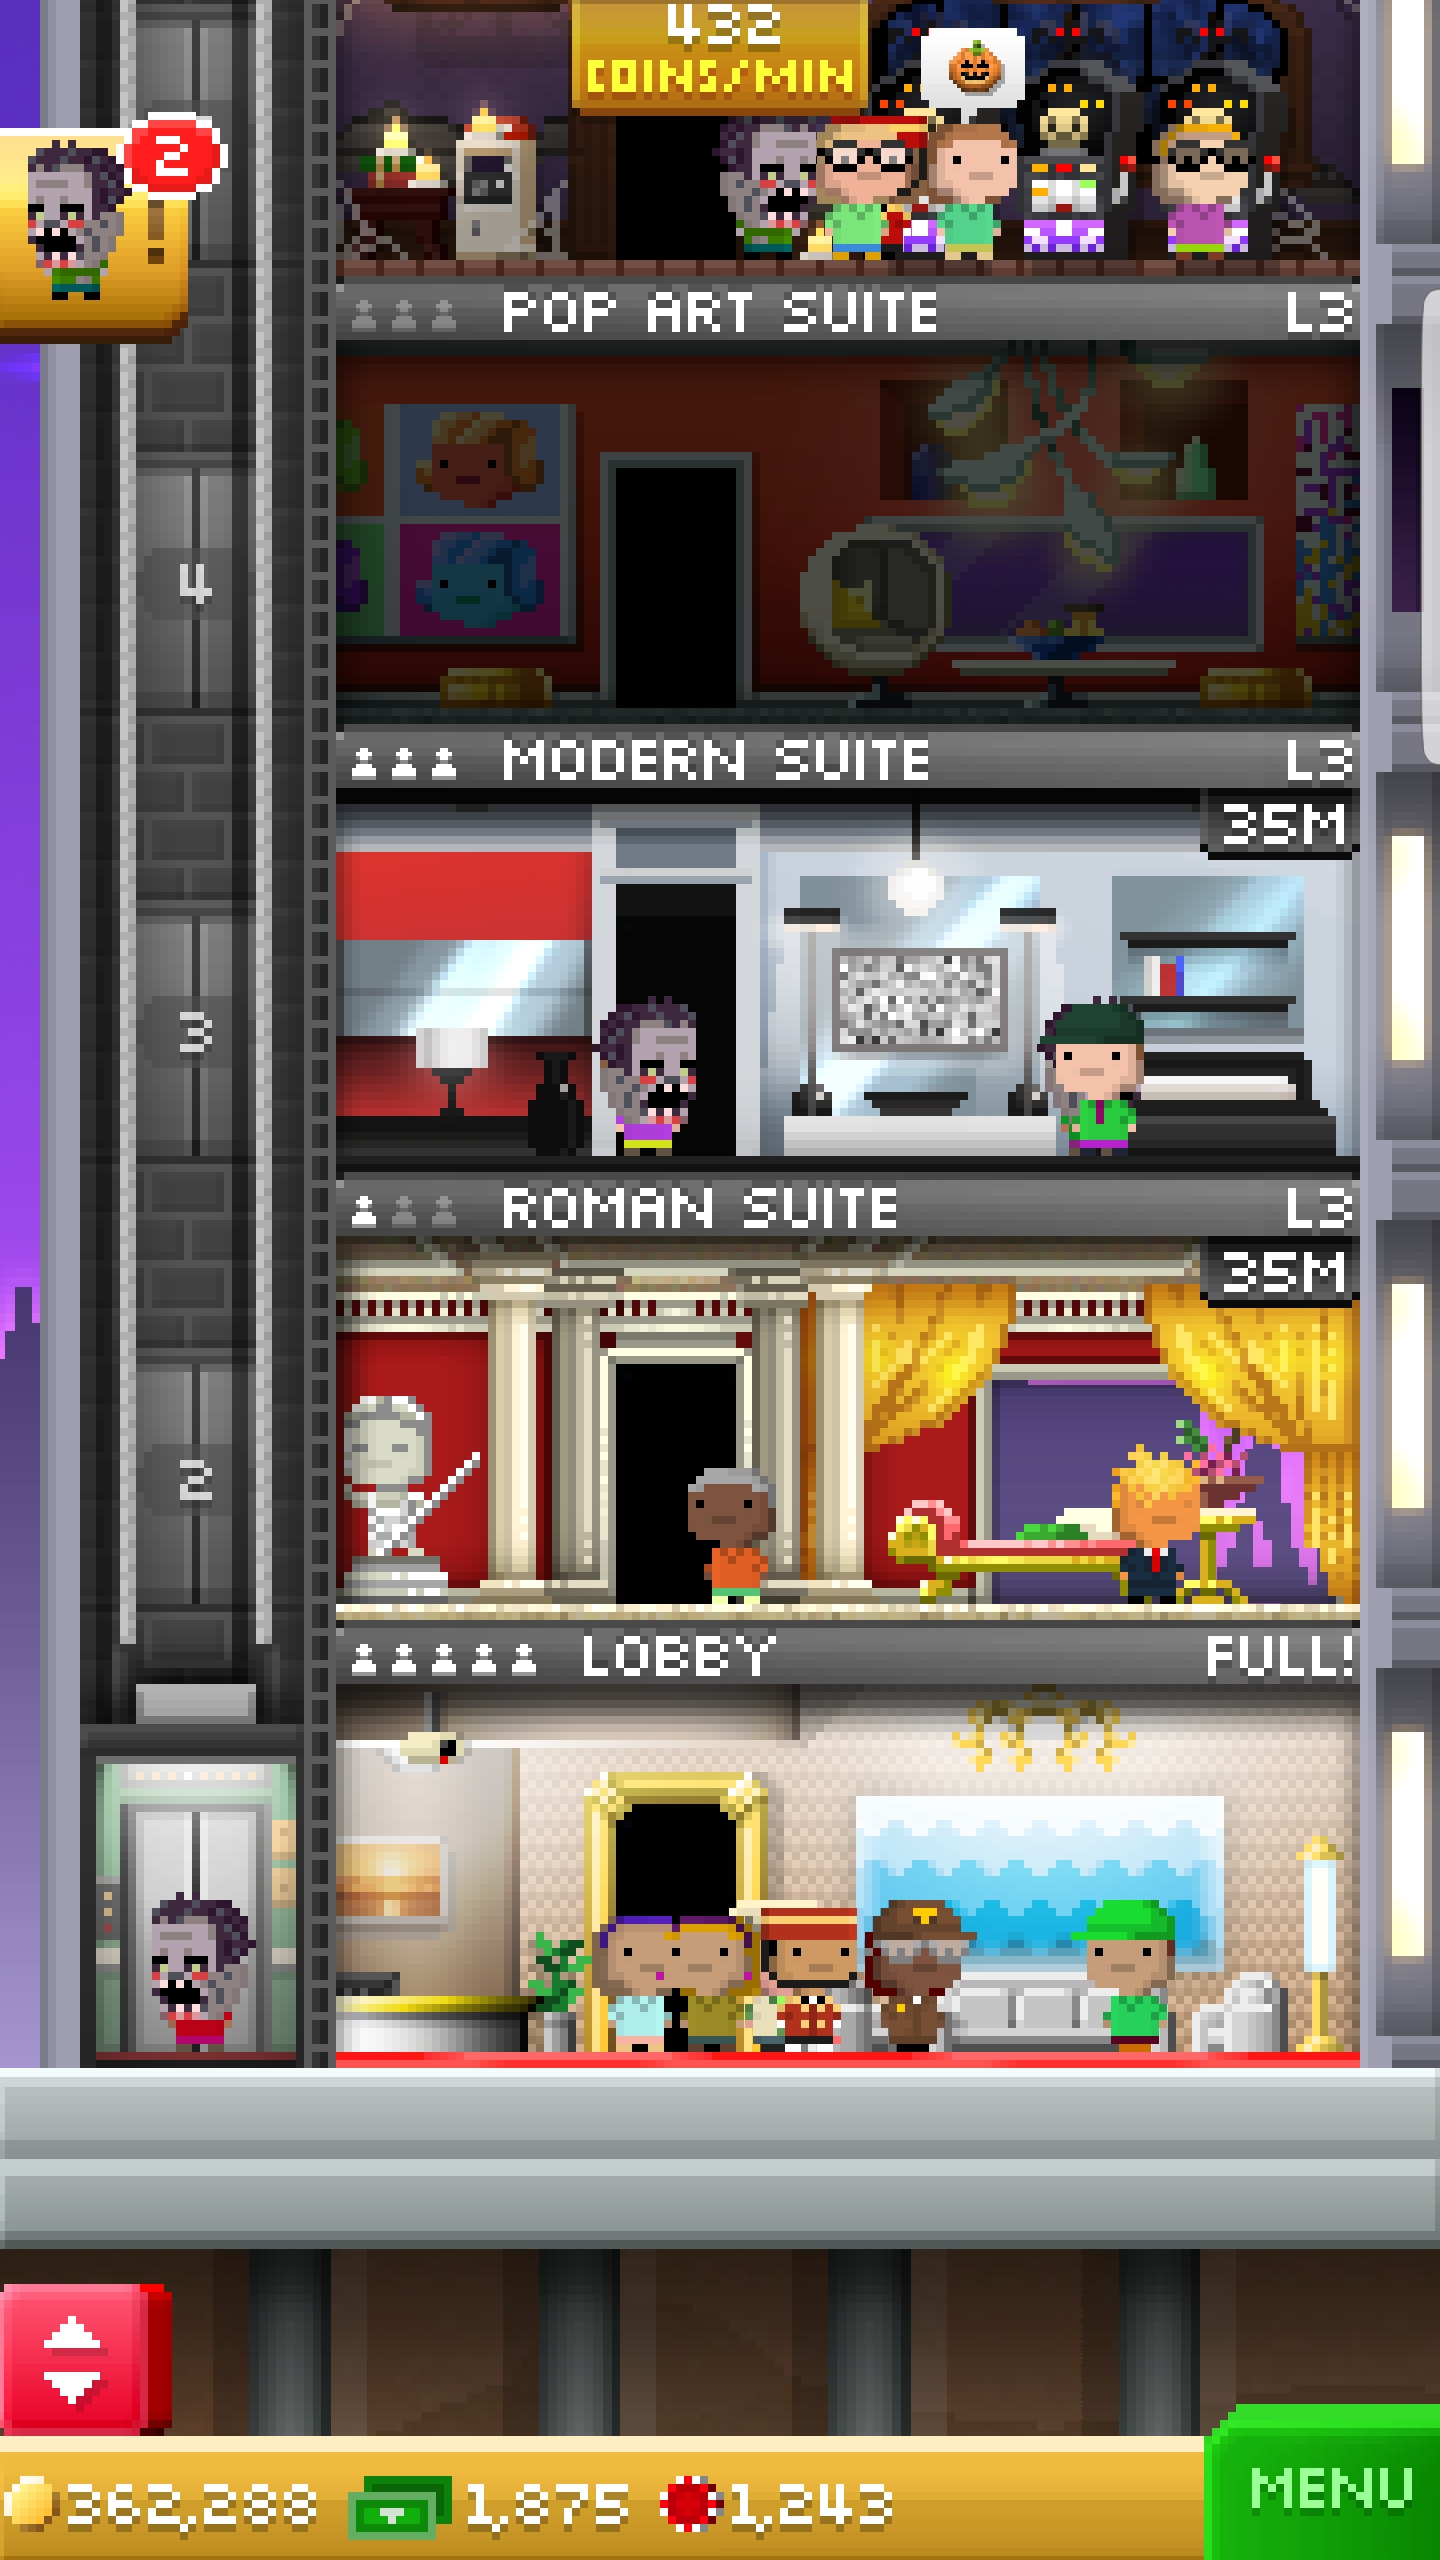 432
COINS/MIN
2
!
POP ART SUITE L3
4
MODERN SUITE L3
35M
3
ROMAN SUITE L3
35M
2
LOBBY FULL!
362,288 1,875 1,243
MENU